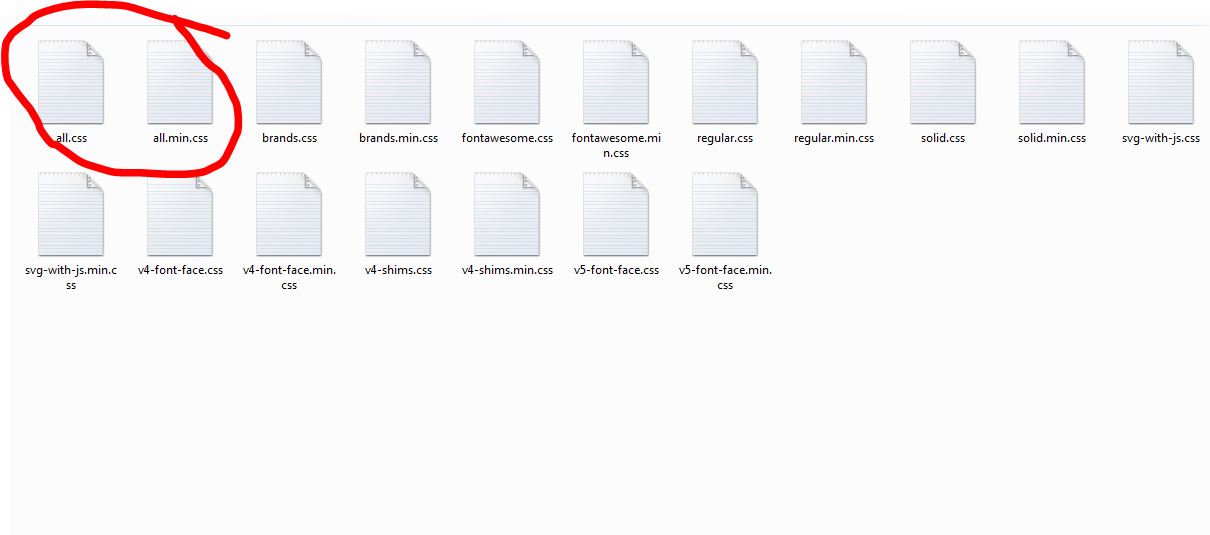 all.css all.min.css brands.css brands.min.css fontawesome.css fontawesome.mi regular.css regular.min.css solid.css solid.min.css svg-with-js.css
n.css
svg-with-js.min.c v4-font-face.css v4-font-face.min. v4-shims.css v4-shims.min.css v5-font-face.css v5-font-face.min.
ss css css